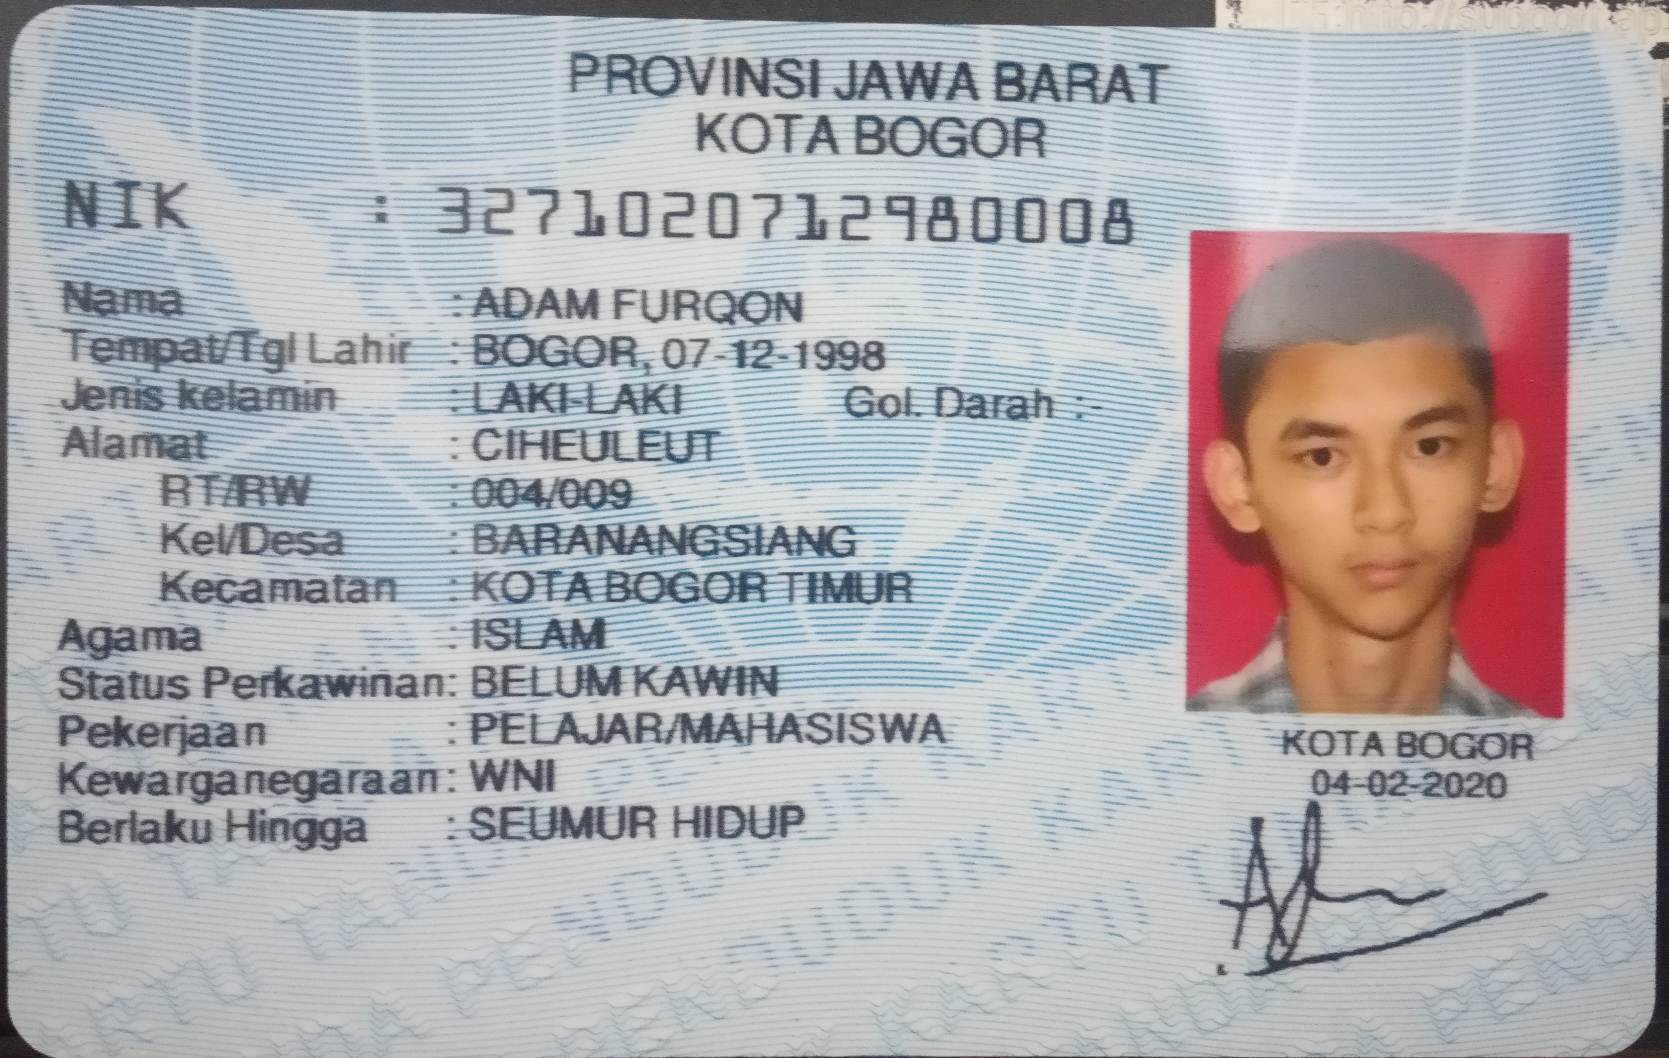 PROVINSI JAWA BARAT
KOTA BOGOR
NIK : 3271020712980008
Nama : ADAM FURQON
Tempat/Tgl Lahir : BOGOR, 07-12-1998
Jenis kelamin : LAKI-LAKI Gol. Darah :-
Alamat : CIHEULEUT
RT/RW : 004/009
Kel/Desa : BARANANGSIANG
Kecamatan : KOTA BOGOR TIMUR
Agama : ISLAM
Status Perkawinan: BELUM KAWIN
Pekerjaan : PELAJAR/MAHASISWA
Kewarganegaraan: WNI
Berlaku Hingga : SEUMUR HIDUP
KOTA BOGOR
04-02-2020